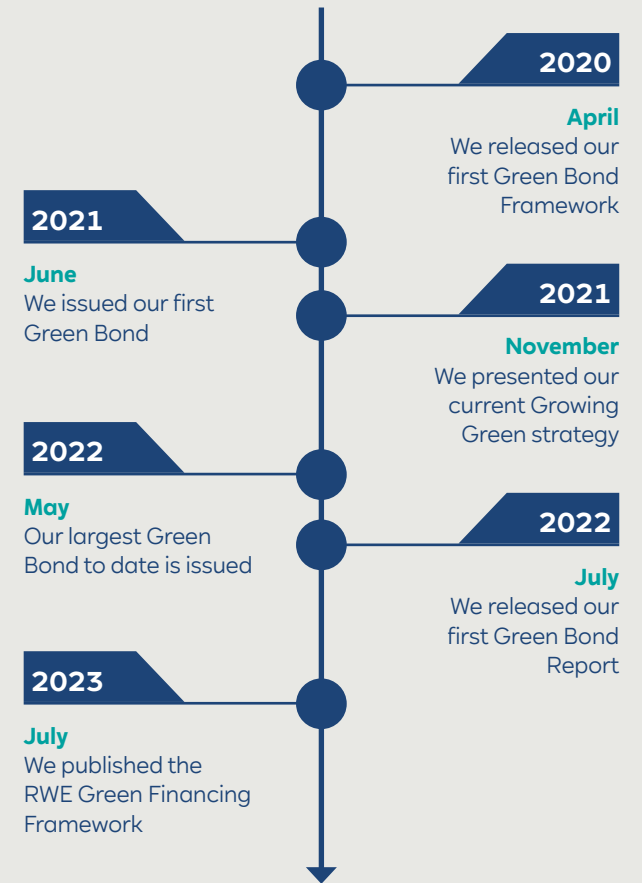 2020
April
We released our
first Green Bond
Framework
2021
June
We issued our first
Green Bond
2021
November
We presented our
current Growing
Green strategy
2022
May
Our largest Green
Bond to date is issued
2022
July
We released our
first Green Bond
Report
2023
July
We published the
RWE Green Financing
Framework